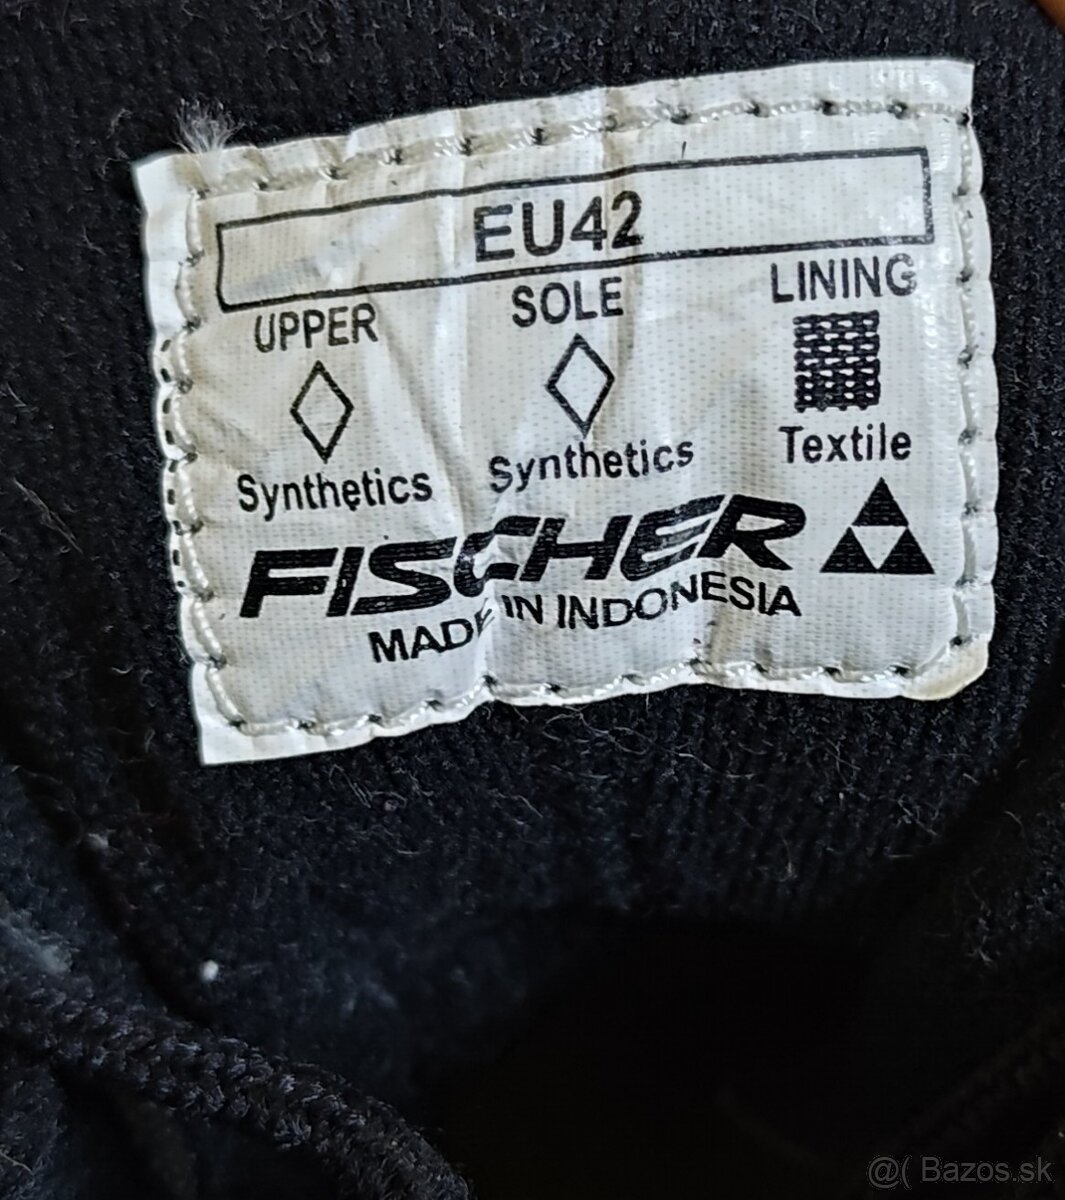 EU42
UPPER SOLE LINING
Synthetics Synthetics Textile
FISCHER
MADE IN INDONESIA
@( Bazos.sk